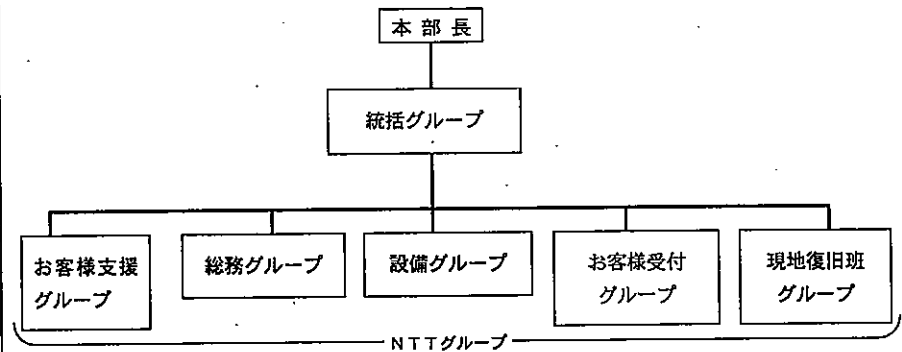 本部長
統括グループ
お客様支援
グループ
総務グループ
設備グループ
お客様受付
グループ
現地復旧班
グループ
NTTグループ